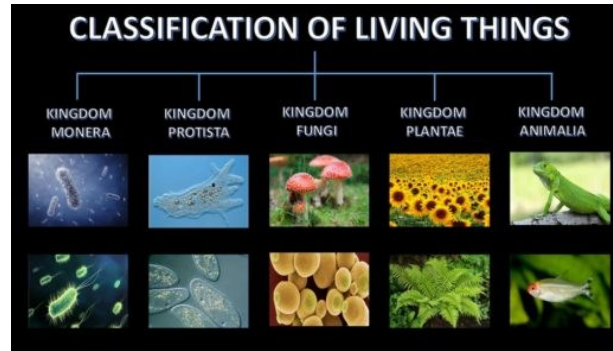 CLASSIFICATION OF LIVING THINGS
KINGDOM
MONERA
KINGDOM
PROTISTA
KINGDOM
FUNGI
KINGDOM
PLANTAE
KINGDOM
ANIMALIA